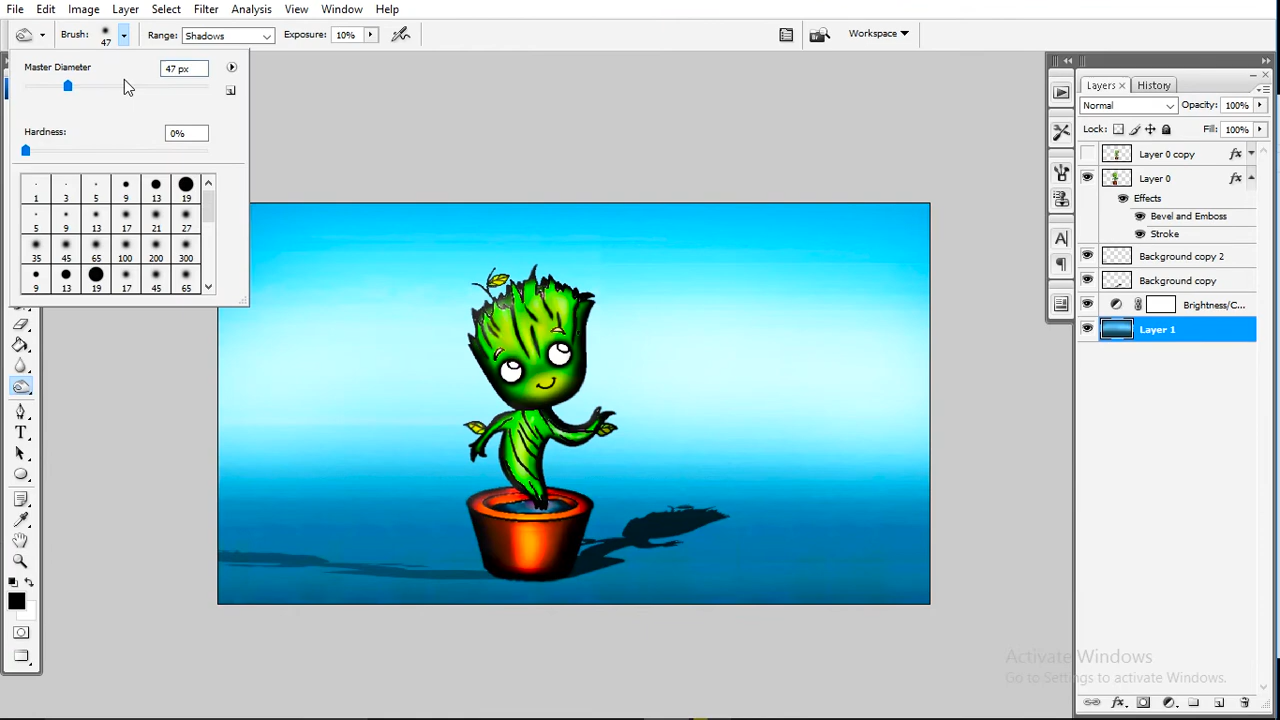 File Edit Image Layer Select Filter Analysis View Window Help
Brush: 47 Range: Shadows Exposure: 10% Workspace
Master Diameter 47 px
Hardness: 0%
1 3 5 9 13 19
5 9 13 17 21 27
35 45 65 100 200 300
9 13 19 17 45 65
T
Layers × History
Normal Opacity: 100%
Lock: Fill: 100%
Layer 0 copy fx
Layer 0 fx
Effects
Bevel and Emboss
Stroke
Background copy 2
Background copy
Brightness/C...
Layer 1
A
Activate Windows
Go to Settings to activate Windows.
fx